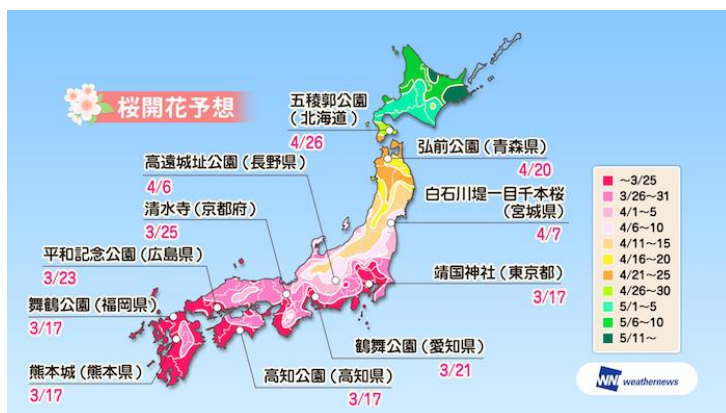 桜開花予想
五稜郭公園
(北海道)
4/26
弘前公園(青森県)
4/20
高遠城址公園(長野県)
4/6
白石川堤一目千本桜
(宮城県)
4/7
清水寺(京都府)
3/25
平和記念公園(広島県)
3/23
靖国神社(東京都)
3/17
舞鶴公園(福岡県)
3/17
鶴舞公園(愛知県)
3/21
熊本城(熊本県)
3/17
高知公園(高知県)
3/17
~3/25
3/26~31
4/1~5
4/6~10
4/11~15
4/16~20
4/21~25
4/26~30
5/1~5
5/6~10
5/11~
WN weathernews